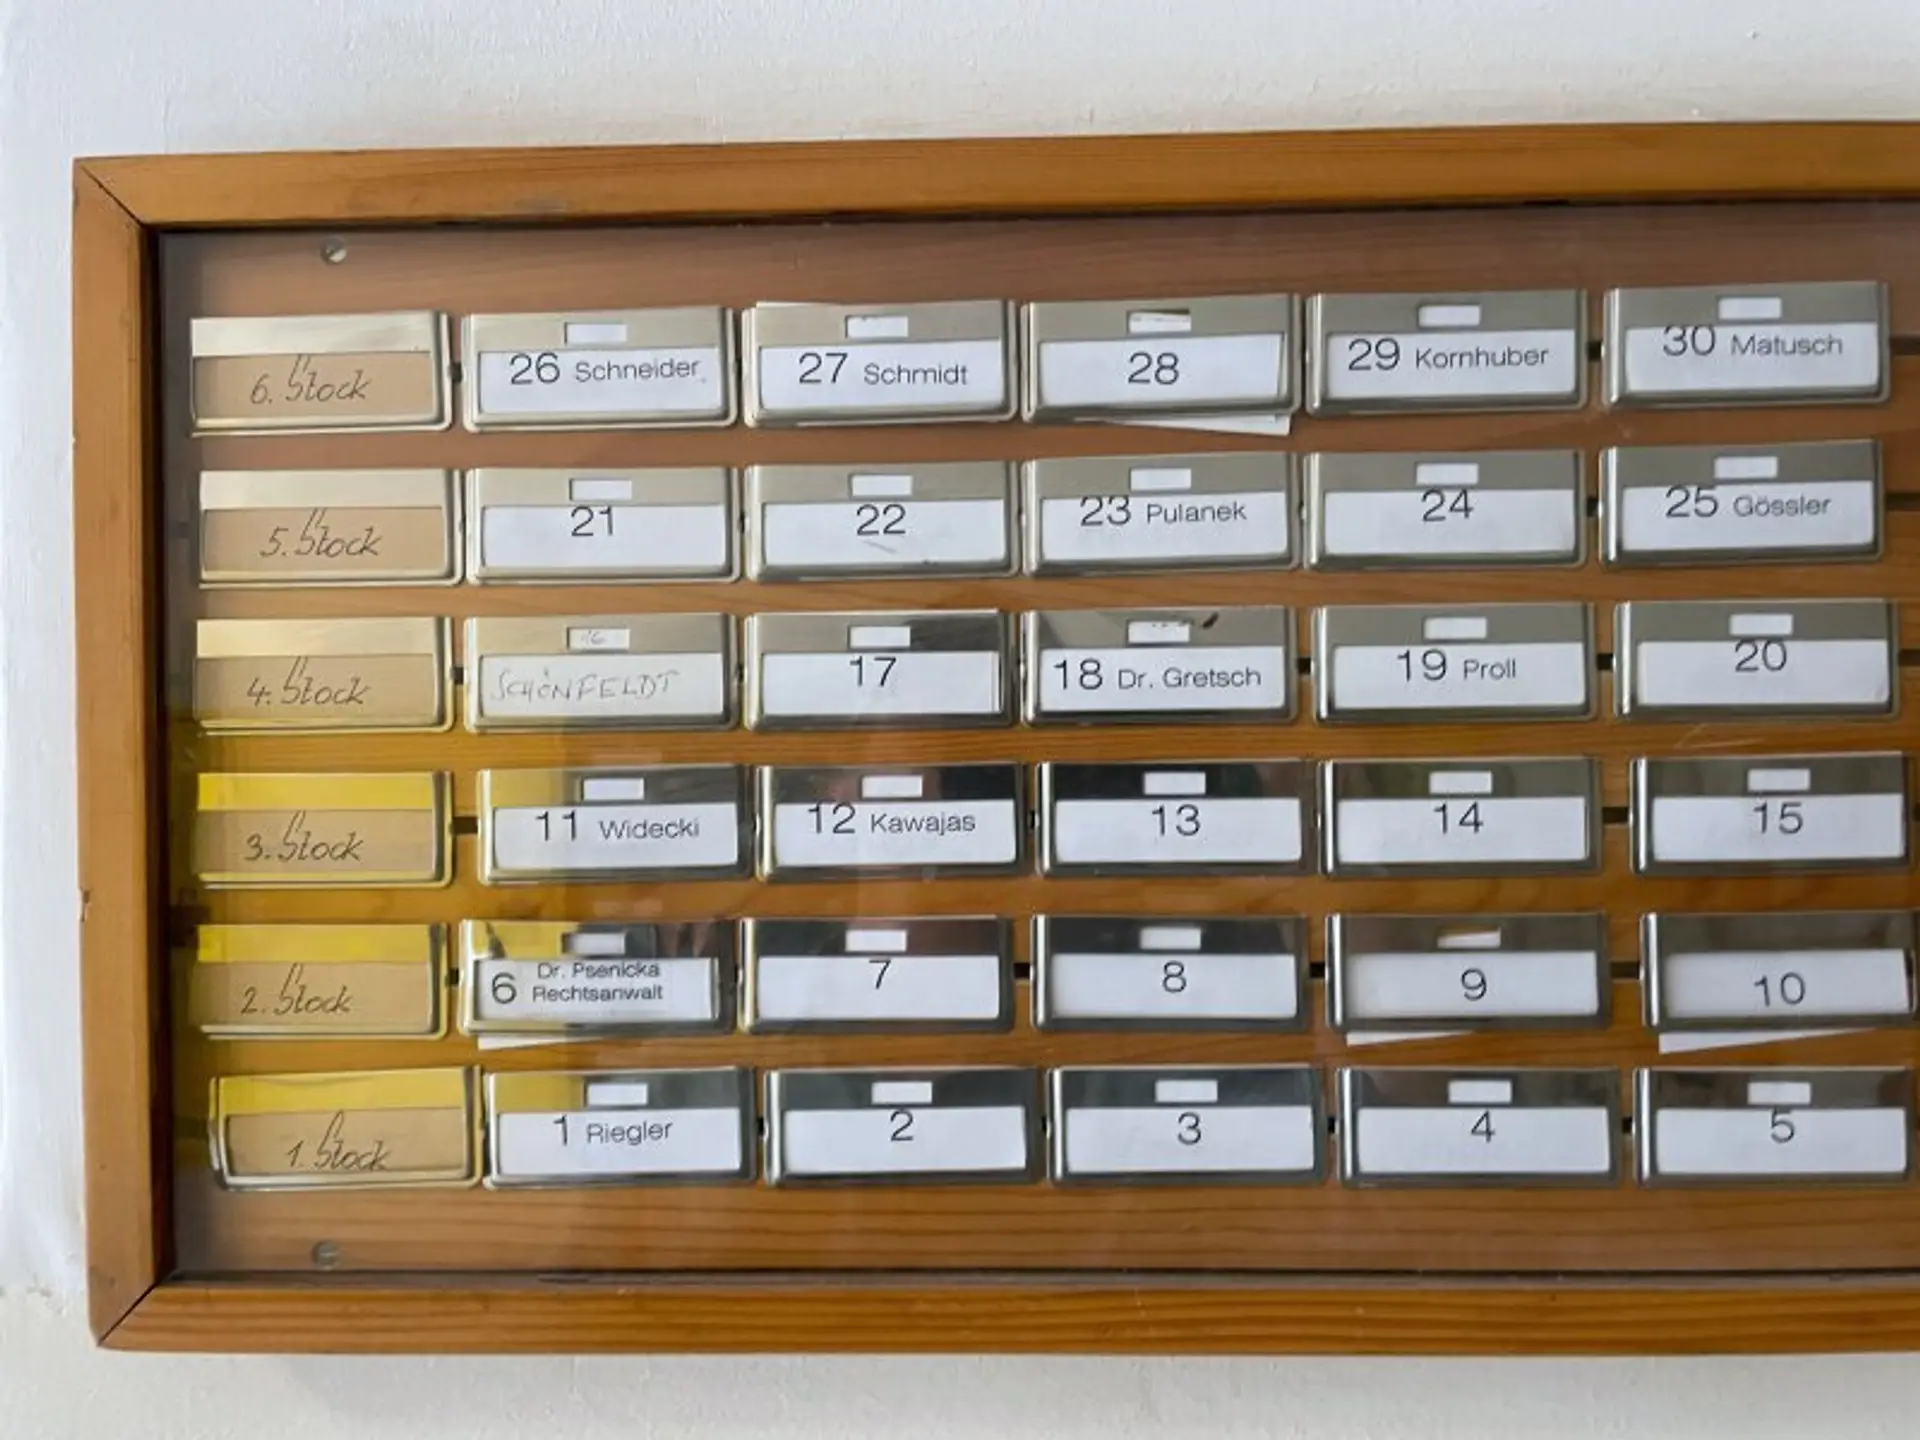 6. Stock 26 Schneider 27 Schmidt 28 29 Kornhuber 30 Matusch
5. Stock 21 22 23 Pulanek 24 25 Gössler
16
4. Stock SCHÖNFELDT 17 18 Dr. Gretsch 19 Proll 20
3. Stock 11 Widecki 12 Kawajas 13 14 15
2. Stock 6 Dr. Psenicka 7 8 9 10
Rechtsanwalt
1. Stock 1 Riegler 2 3 4 5